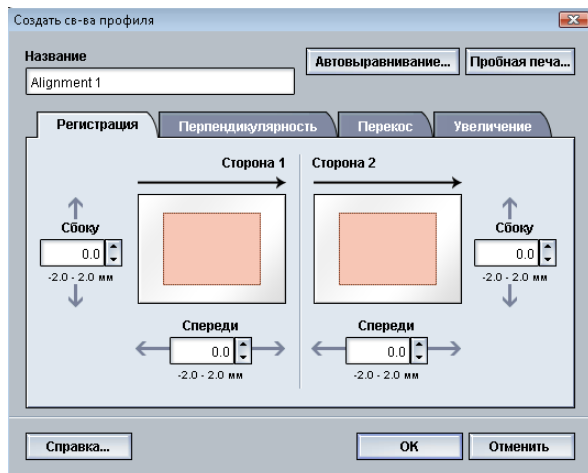 Создать св-ва профиля
Название
Автовыравнивание... Пробная печа...
Alignment 1
Регистрация Перпендикулярность Перекос Увеличение
Сторона 1 Сторона 2
Сбоку Сбоку
0.0 0.0
-2.0 - 2.0 мм -2.0 - 2.0 мм
Спереди Спереди
0.0 0.0
-2.0 - 2.0 мм -2.0 - 2.0 мм
Справка... OK Отменить